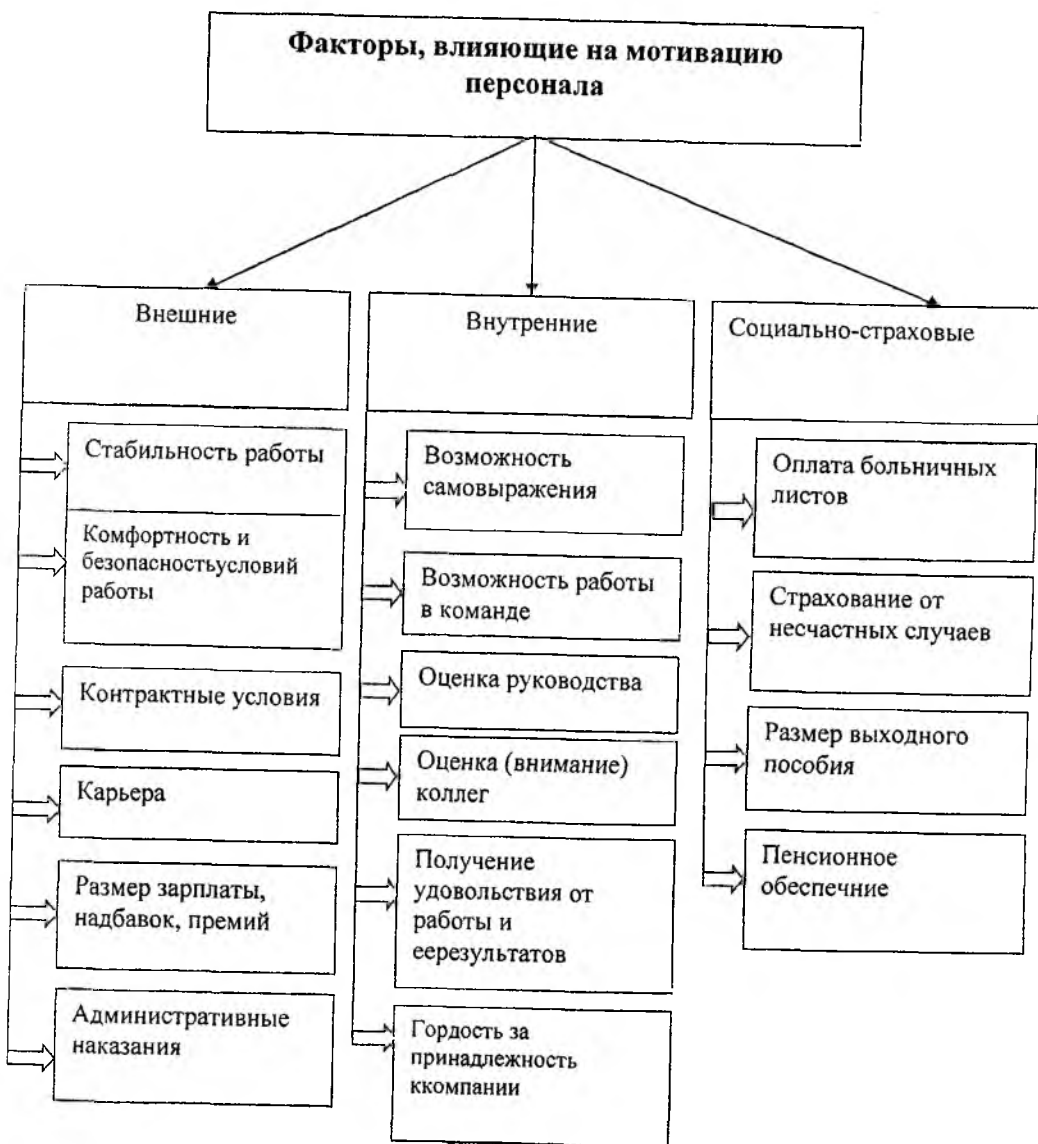 Факторы, влияющие на мотивацию
персонала
Внешние
Стабильность работы
Комфортность и
безопасностьусловий
работы
Контрактные условия
Карьера
Размер зарплаты,
надбавок, премий
Административные
наказания
Внутренние
Возможность
самовыражения
Возможность работы
в команде
Оценка руководства
Оценка (внимание)
коллег
Получение
удовольствия от
работы и
еерезультатов
Гордость за
принадлежность
ккомпании
Социально-страховые
Оплата больничных
листов
Страхование от
несчастных случаев
Размер выходного
пособия
Пенсионное
обеспечние